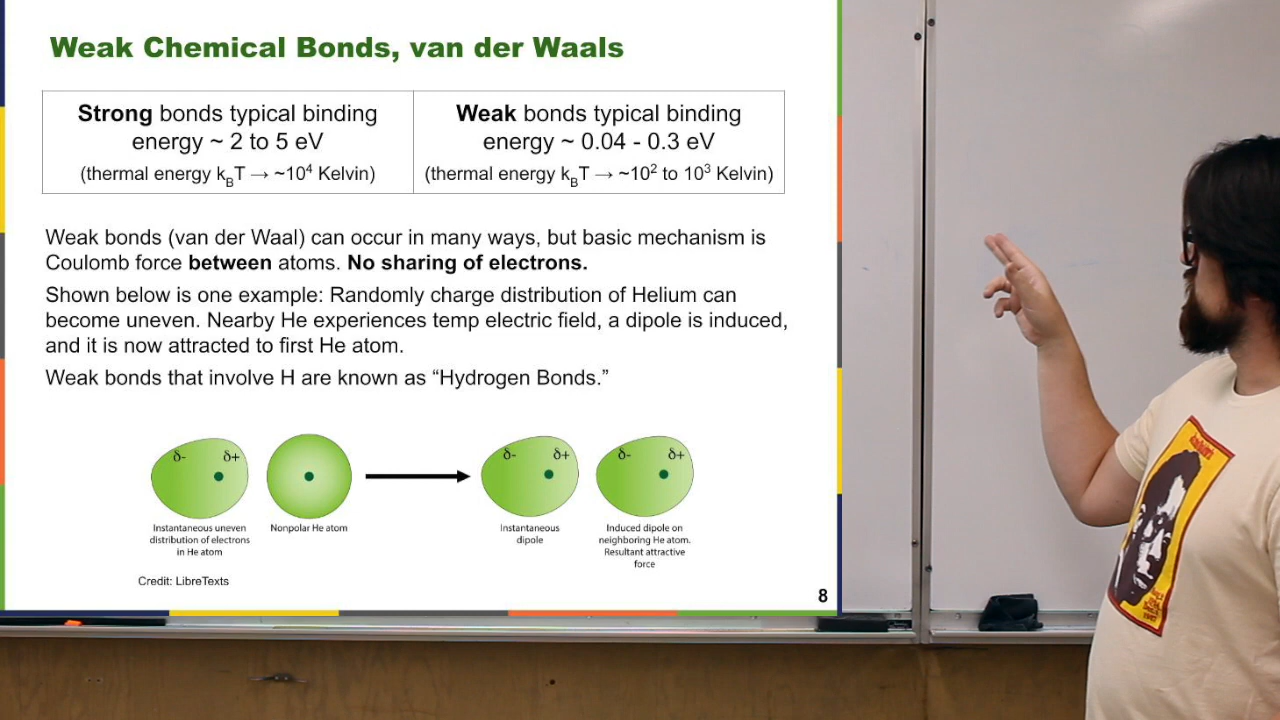 Weak Chemical Bonds, van der Waals
Strong bonds typical binding
energy ~ 2 to 5 eV
(thermal energy k_BT → ~10⁴ Kelvin)
Weak bonds typical binding
energy ~ 0.04 - 0.3 eV
(thermal energy k_BT → ~10² to 10³ Kelvin)
Weak bonds (van der Waal) can occur in many ways, but basic mechanism is
Coulomb force between atoms. No sharing of electrons.
Shown below is one example: Randomly charge distribution of Helium can
become uneven. Nearby He experiences temp electric field, a dipole is induced,
and it is now attracted to first He atom.
Weak bonds that involve H are known as “Hydrogen Bonds.”
δ- δ+
δ- δ+
δ- δ+
Instantaneous uneven
distribution of electrons
in He atom
Nonpolar He atom
Instantaneous
dipole
Induced dipole on
neighboring He atom.
Resultant attractive
force
Credit: LibreTexts
8